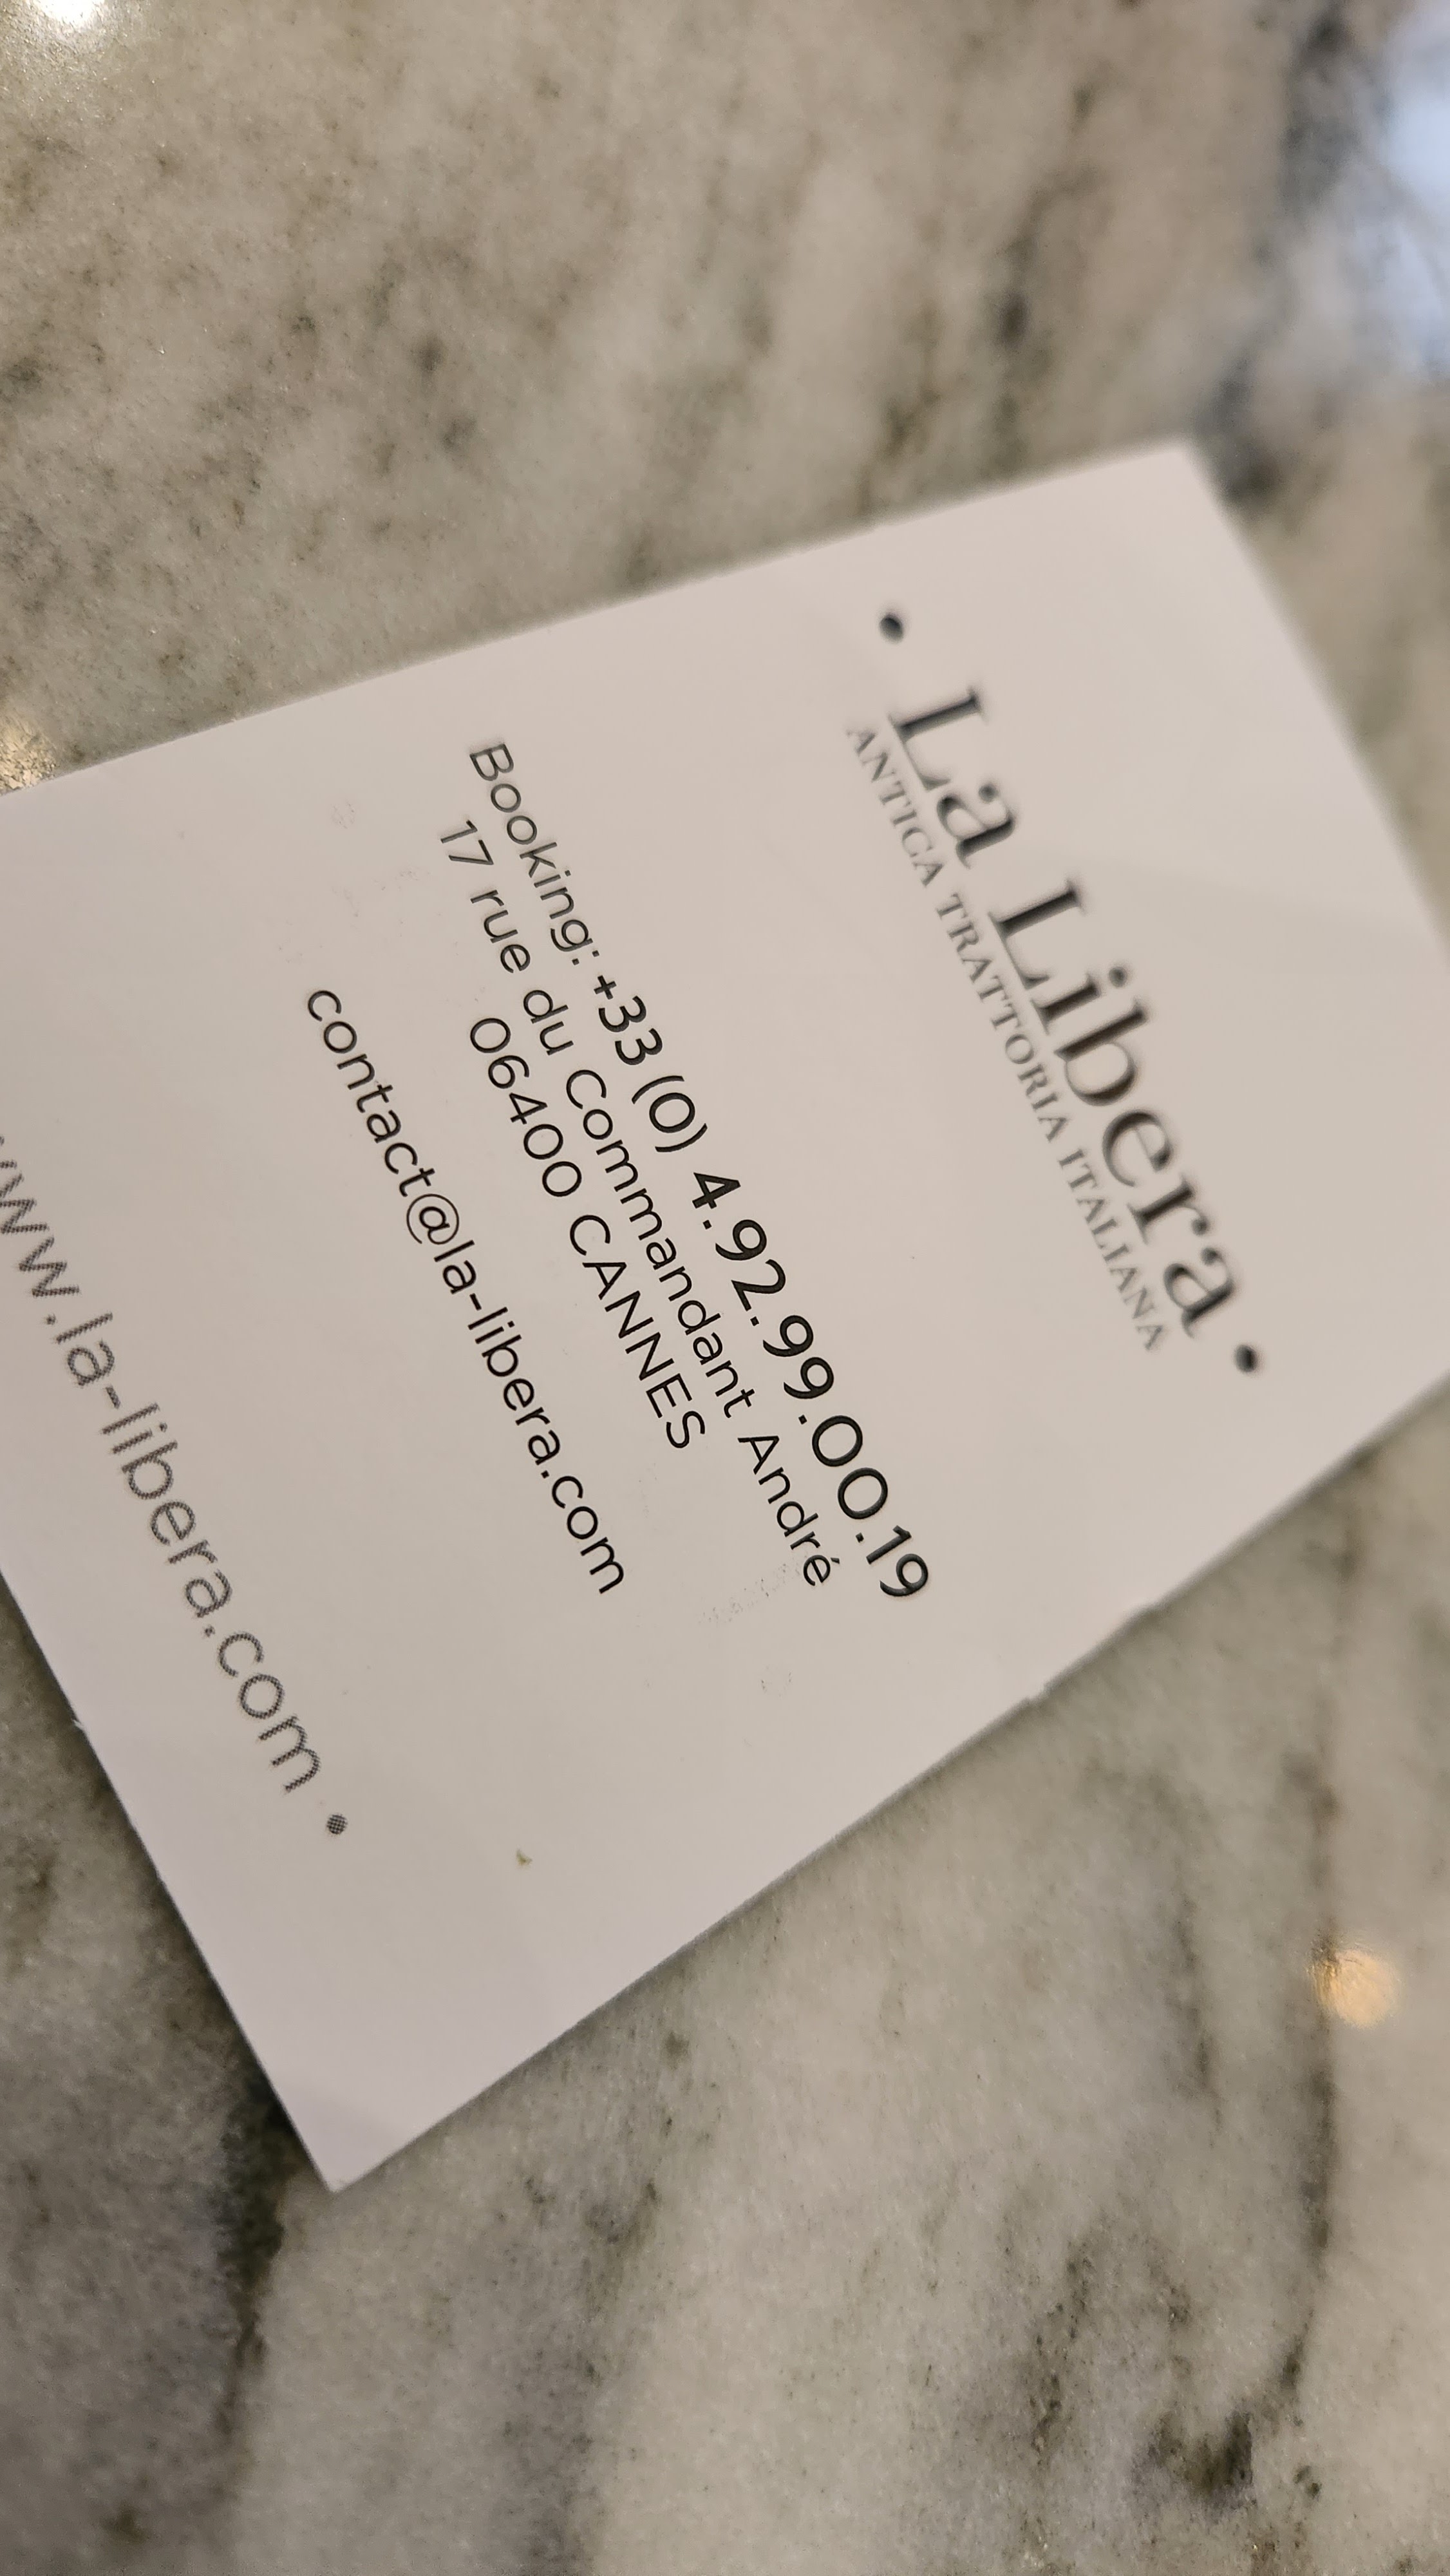 • La Libera •
ANTICA TRATTORIA ITALIANA
Booking: +33 (0) 4.92.99.00.19
17 rue du Commandant André
06400 CANNES
contact@la-libera.com
www.la-libera.com •